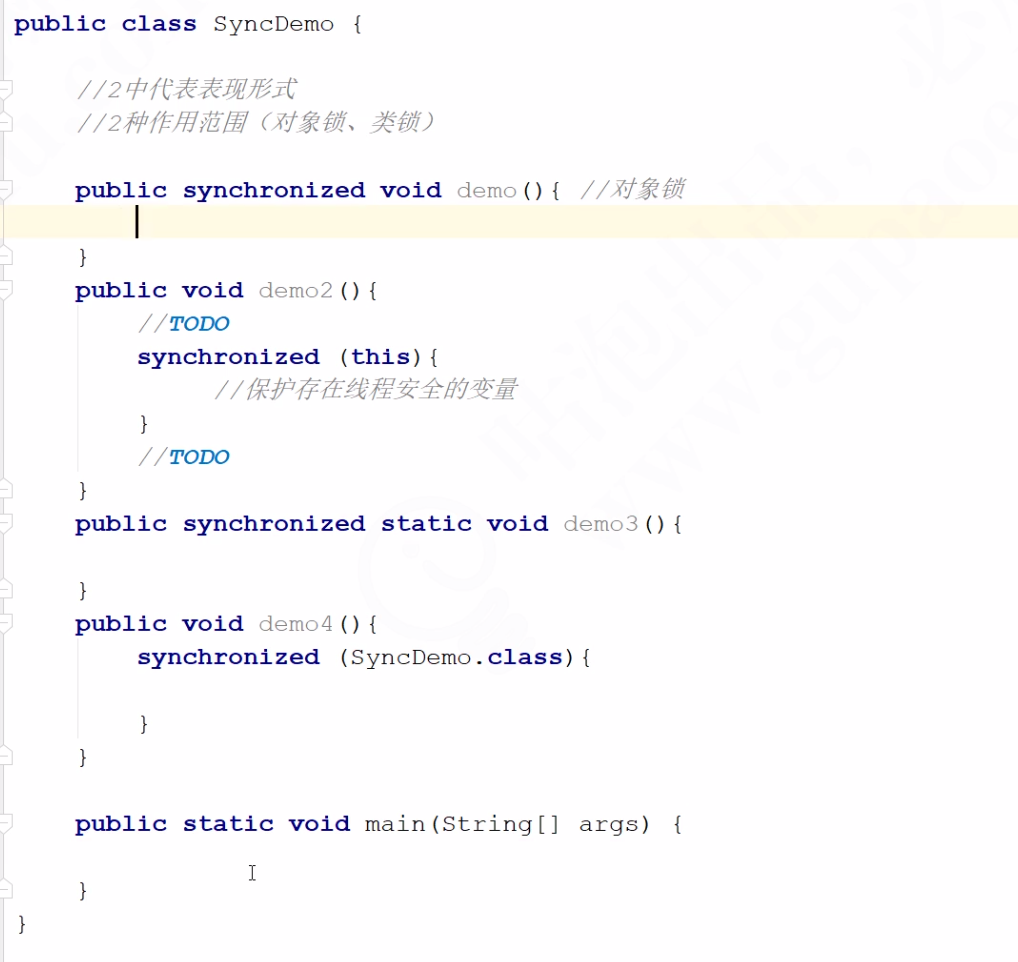 public class SyncDemo {
//2中代表表现形式
//2种作用范围（对象锁、类锁）
public synchronized void demo(){ //对象锁
}
public void demo2(){
//TODO
synchronized (this){
//保护存在线程安全的变量
}
//TODO
}
public synchronized static void demo3(){
}
public void demo4(){
synchronized (SyncDemo.class){
}
}
public static void main(String[] args) {
}
}